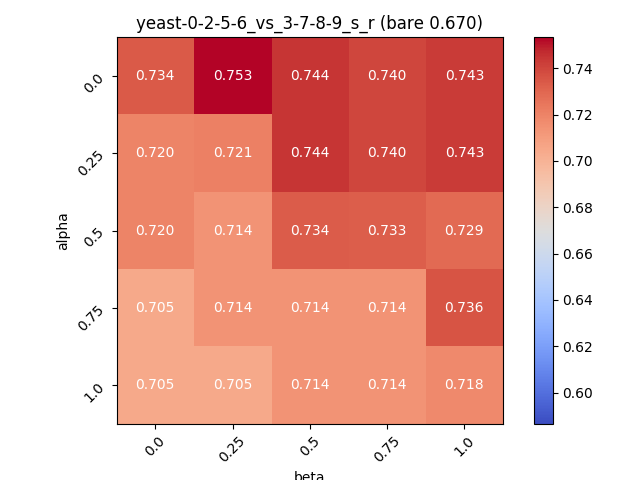 yeast-0-2-5-6_vs_3-7-8-9_s_r (bare 0.670)
0.0 0.734 0.753 0.744 0.740 0.743
0.25 0.720 0.721 0.744 0.740 0.743
0.5 0.720 0.714 0.734 0.733 0.729
0.75 0.705 0.714 0.714 0.714 0.736
1.0 0.705 0.705 0.714 0.714 0.718
alpha
0.0 0.25 0.5 0.75 1.0
beta
0.74
0.72
0.70
0.68
0.66
0.64
0.62
0.60